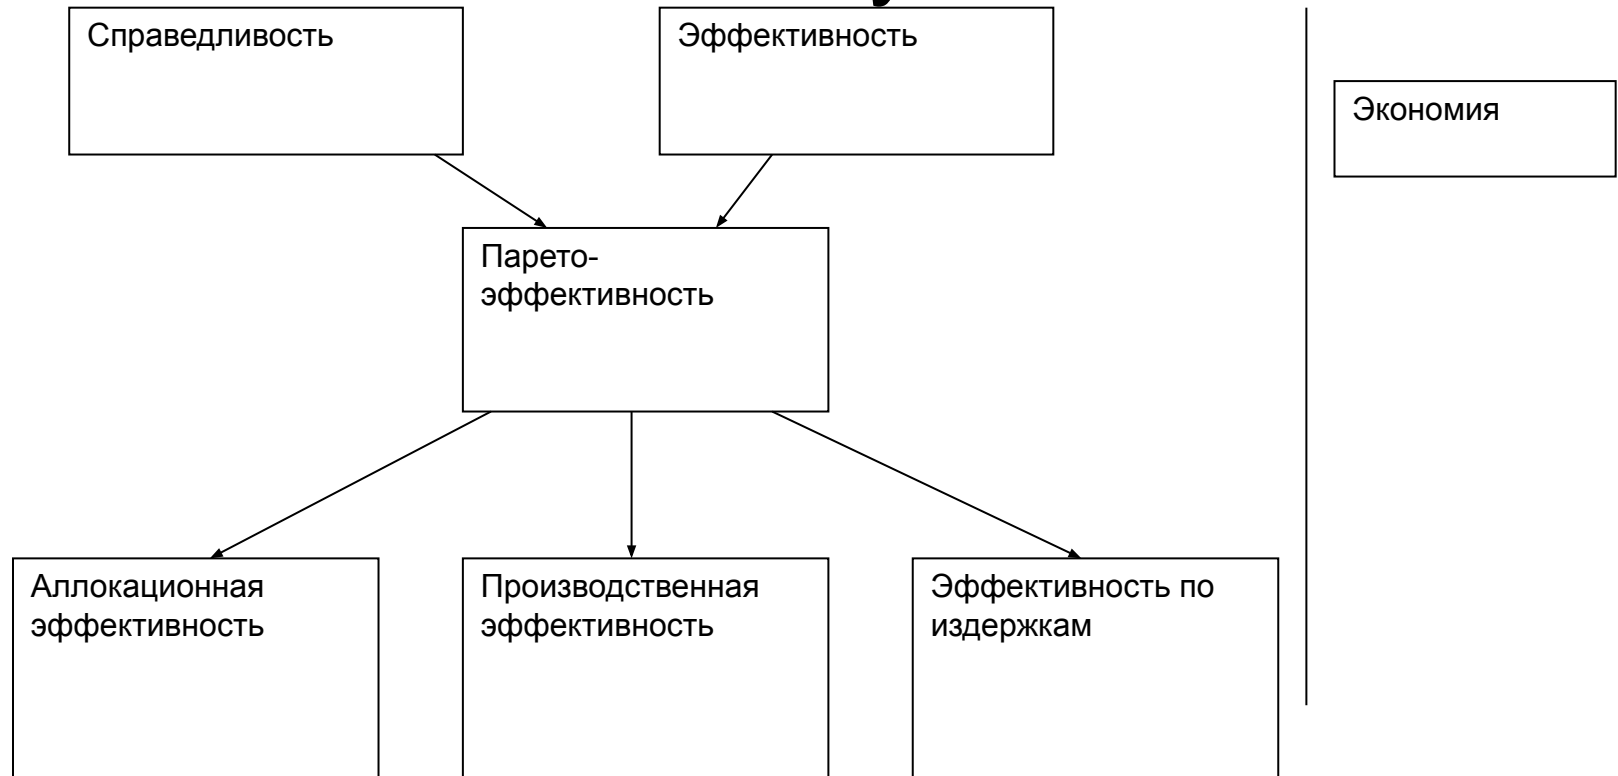 Справедливость
Эффективность
Экономия
Парето-
эффективность
Аллокационная
эффективность
Производственная
эффективность
Эффективность по
издержкам